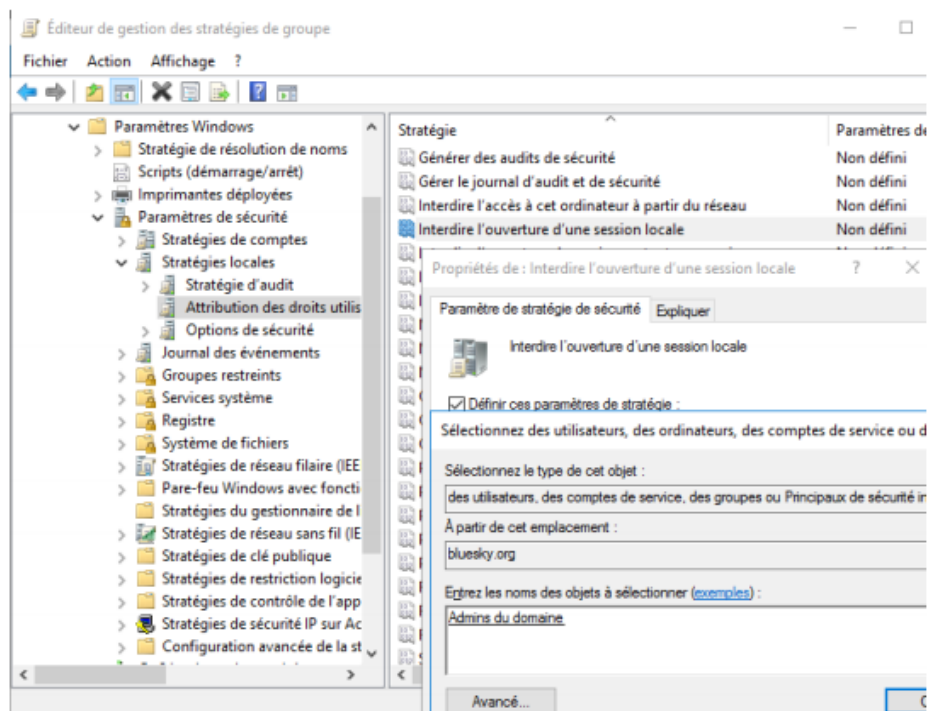 Éditeur de gestion des stratégies de groupe
Fichier Action Affichage ?
Paramètres Windows
Stratégie de résolution de noms
Scripts (démarrage/arrêt)
Imprimantes déployées
Paramètres de sécurité
Stratégies de comptes
Stratégies locales
Stratégie d'audit
Attribution des droits utilis
Options de sécurité
Journal des événements
Groupes restreints
Services système
Registre
Système de fichiers
Stratégies de réseau filaire (IEE
Pare-feu Windows avec foncti
Stratégies du gestionnaire de l
Stratégies de réseau sans fil (IE
Stratégies de clé publique
Stratégies de restriction logicie
Stratégies de contrôle de l'app
Stratégies de sécurité IP sur Ac
Configuration avancée de la st
Stratégie Paramètres de
Générer des audits de sécurité Non défini
Gérer le journal d'audit et de sécurité Non défini
Interdire l'accès à cet ordinateur à partir du réseau Non défini
Interdire l'ouverture d'une session locale Non défini
Propriétés de : Interdire l'ouverture d'une session locale ?
Paramètre de stratégie de sécurité Expliquer
Interdire l'ouverture d'une session locale
Définir ces paramètres de stratégie :
Sélectionnez des utilisateurs, des ordinateurs, des comptes de service ou d
Sélectionnez le type de cet objet :
des utilisateurs, des comptes de service, des groupes ou Principaux de sécurité in
À partir de cet emplacement :
bluesky.org
Entrez les noms des objets à sélectionner (exemples) :
Admins du domaine
Avancé...